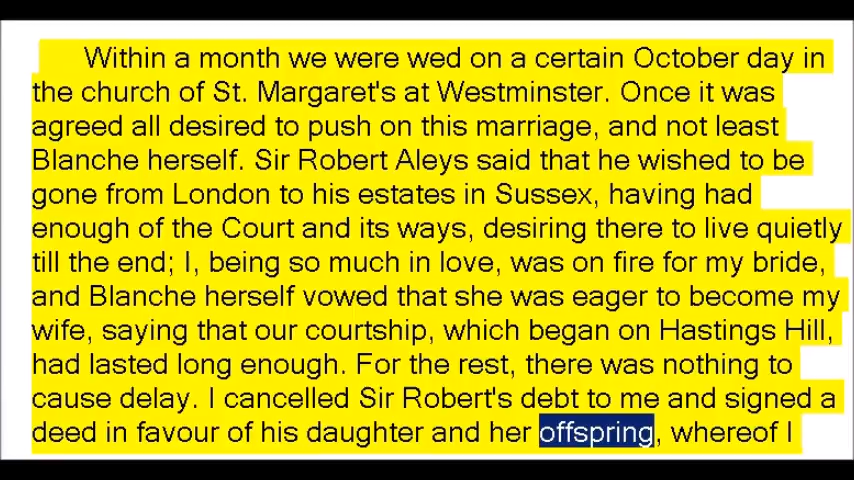 Within a month we were wed on a certain October day in
the church of St. Margaret's at Westminster. Once it was
agreed all desired to push on this marriage, and not least
Blanche herself. Sir Robert Aleys said that he wished to be
gone from London to his estates in Sussex, having had
enough of the Court and its ways, desiring there to live quietly
till the end; I, being so much in love, was on fire for my bride,
and Blanche herself vowed that she was eager to become my
wife, saying that our courtship, which began on Hastings Hill,
had lasted long enough. For the rest, there was nothing to
cause delay. I cancelled Sir Robert's debt to me and signed a
deed in favour of his daughter and her offspring, whereof I